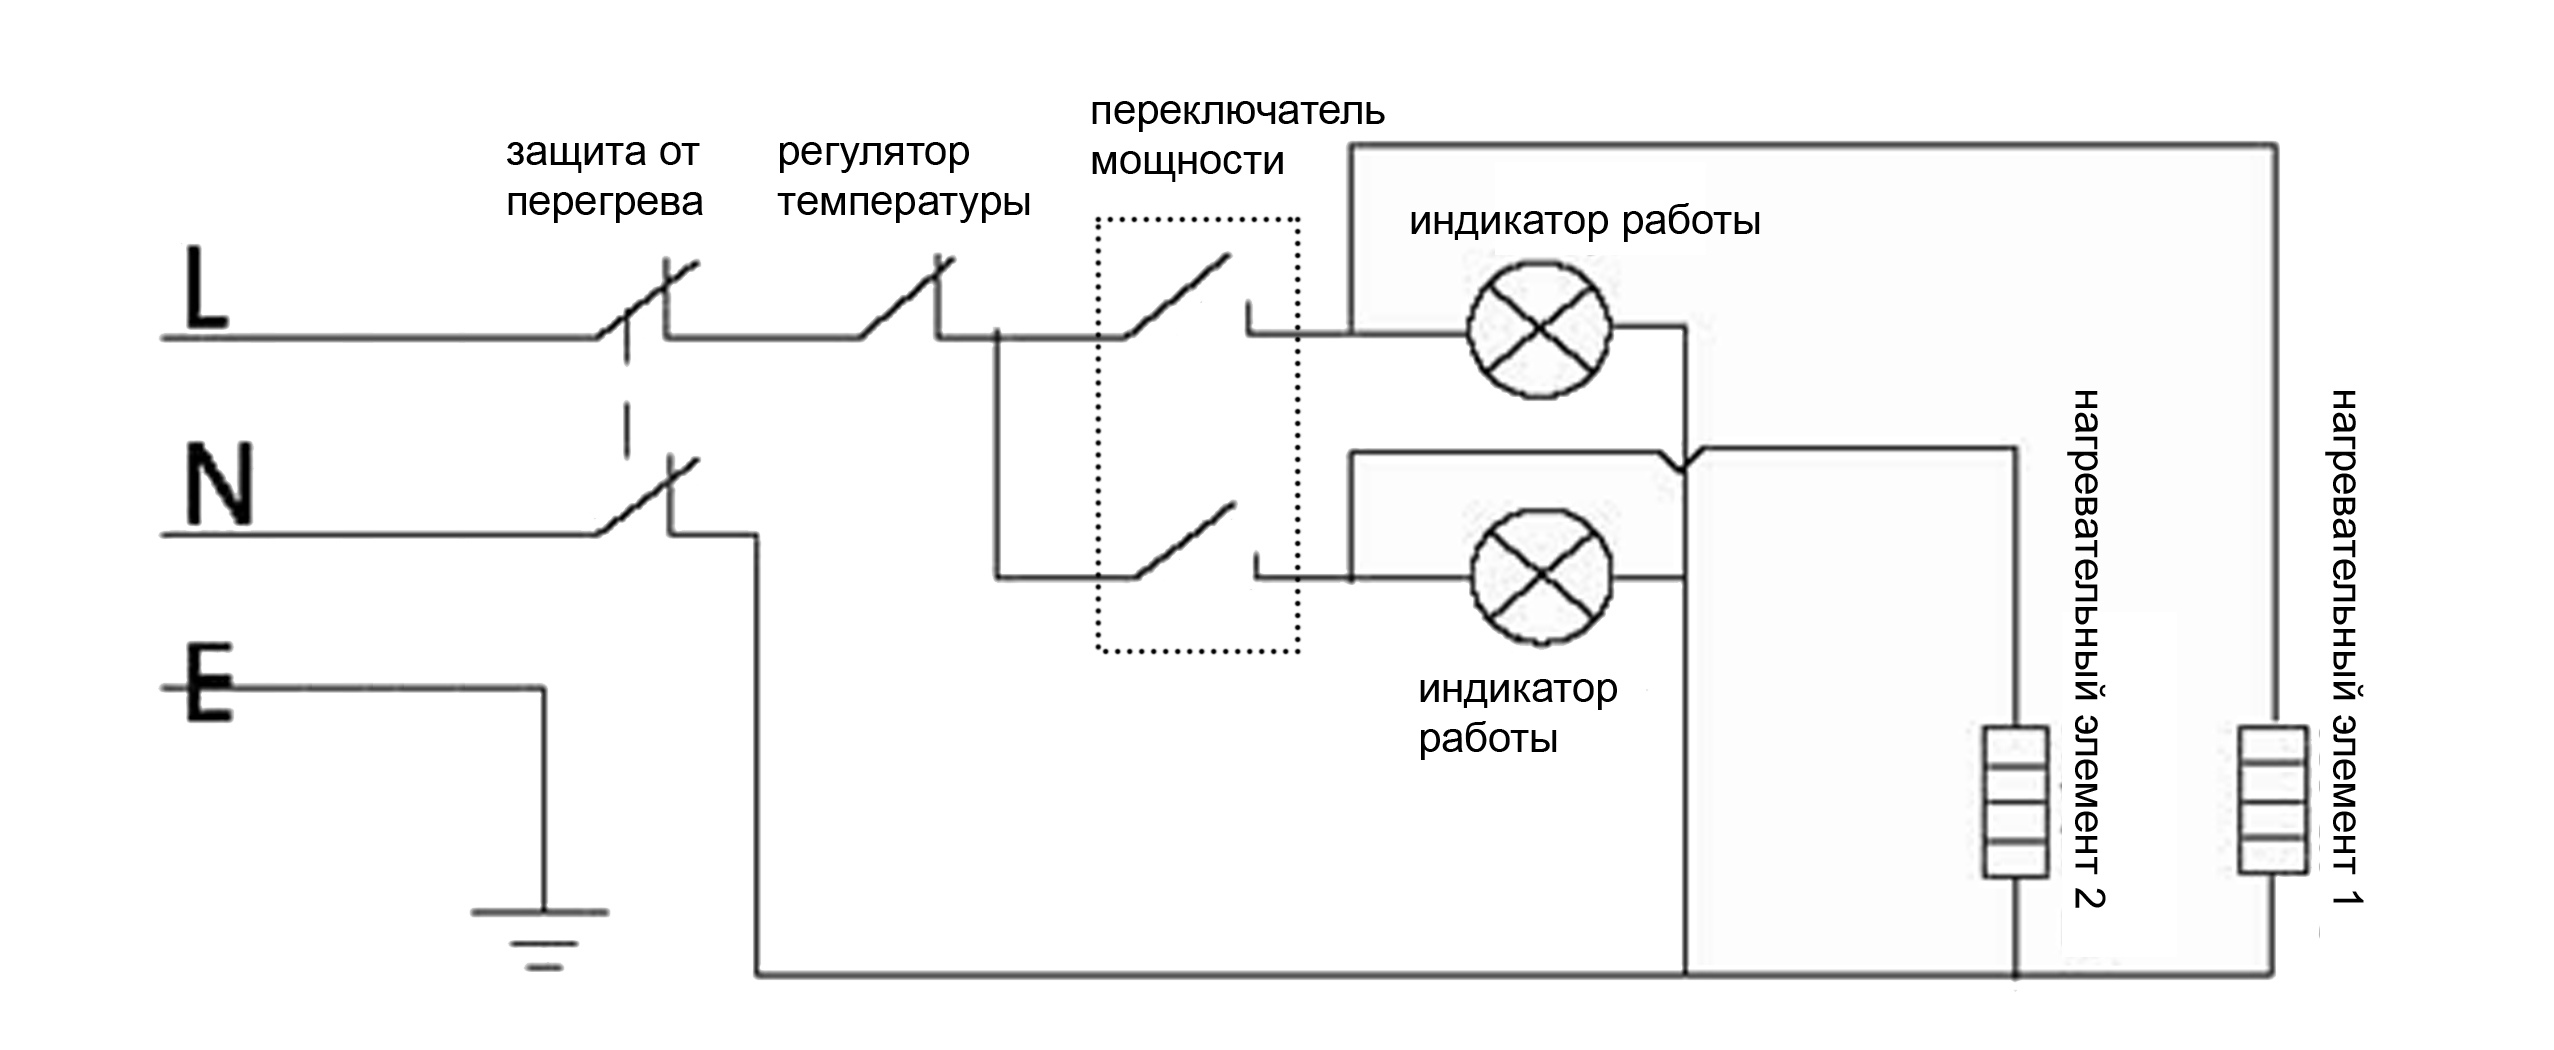 переключатель
мощности
защита от
перегрева
регулятор
температуры
индикатор работы
L
N
E
индикатор
работы
нагревательный элемент 2
нагревательный элемент 1